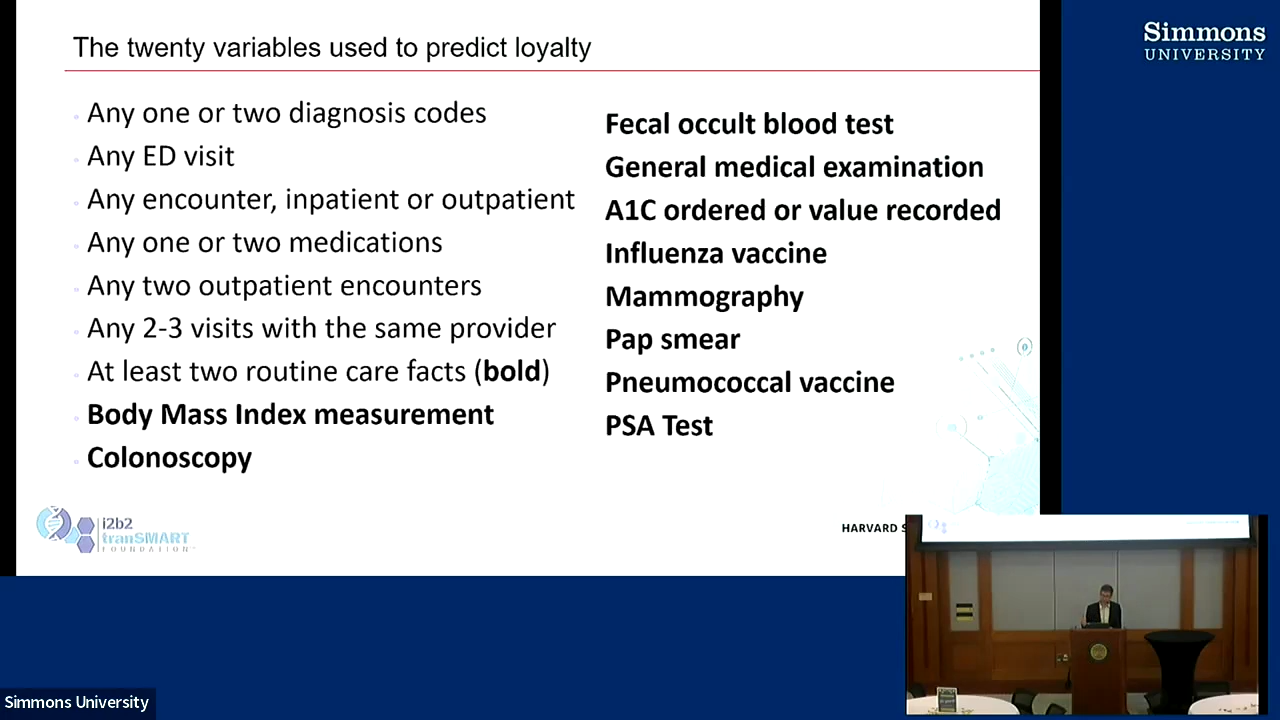 The twenty variables used to predict loyalty
Any one or two diagnosis codes
Any ED visit
Any encounter, inpatient or outpatient
Any one or two medications
Any two outpatient encounters
Any 2-3 visits with the same provider
At least two routine care facts (bold)
Body Mass Index measurement
Colonoscopy
Fecal occult blood test
General medical examination
A1C ordered or value recorded
Influenza vaccine
Mammography
Pap smear
Pneumococcal vaccine
PSA Test
i2b2
tranSMART
FOUNDATION
HARVARD S
Simmons
UNIVERSITY
Simmons University